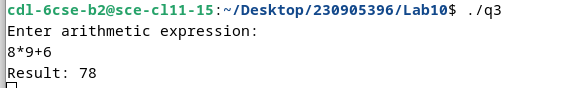 cdl-6cse-b2@sce-cl11-15:~/Desktop/230905396/Lab10$ ./q3
Enter arithmetic expression:
8*9+6
Result: 78